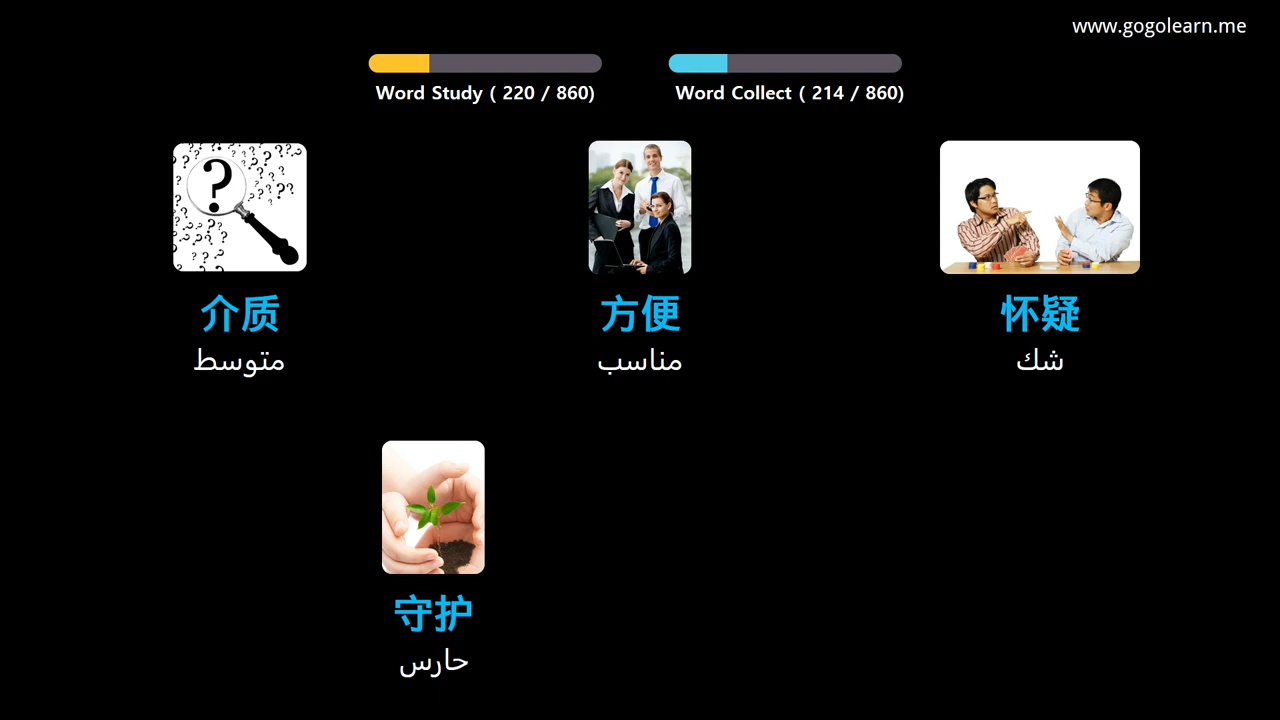 www.gogolearn.me
Word Study ( 220 / 860)
Word Collect ( 214 / 860)
介质
متوسط
方便
مناسب
怀疑
شك
守护
حارس